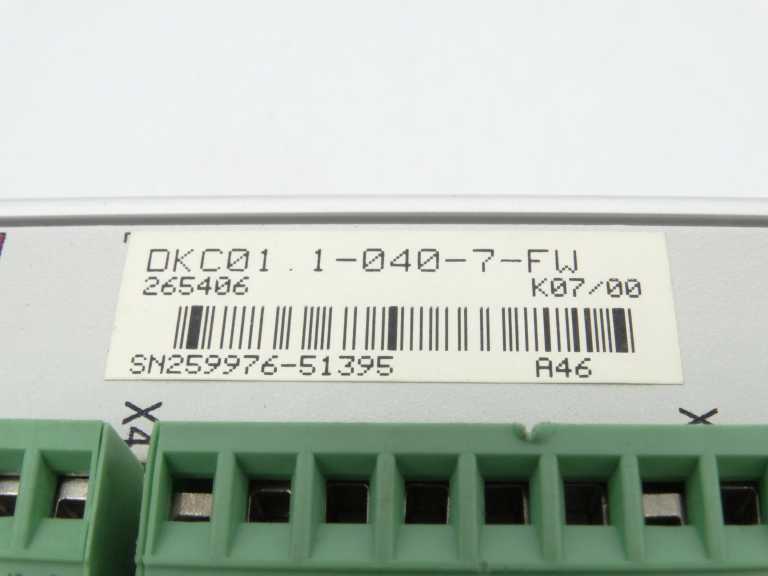 DKC01.1-040-7-FW
265406 K07/00
SN259976-51395 A46
X4 X